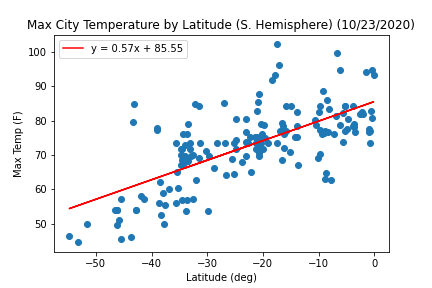 Max City Temperature by Latitude (S. Hemisphere) (10/23/2020)
y = 0.57x + 85.55
100
90
80
70
60
50
Max Temp (F)
−50 −40 −30 −20 −10 0
Latitude (deg)